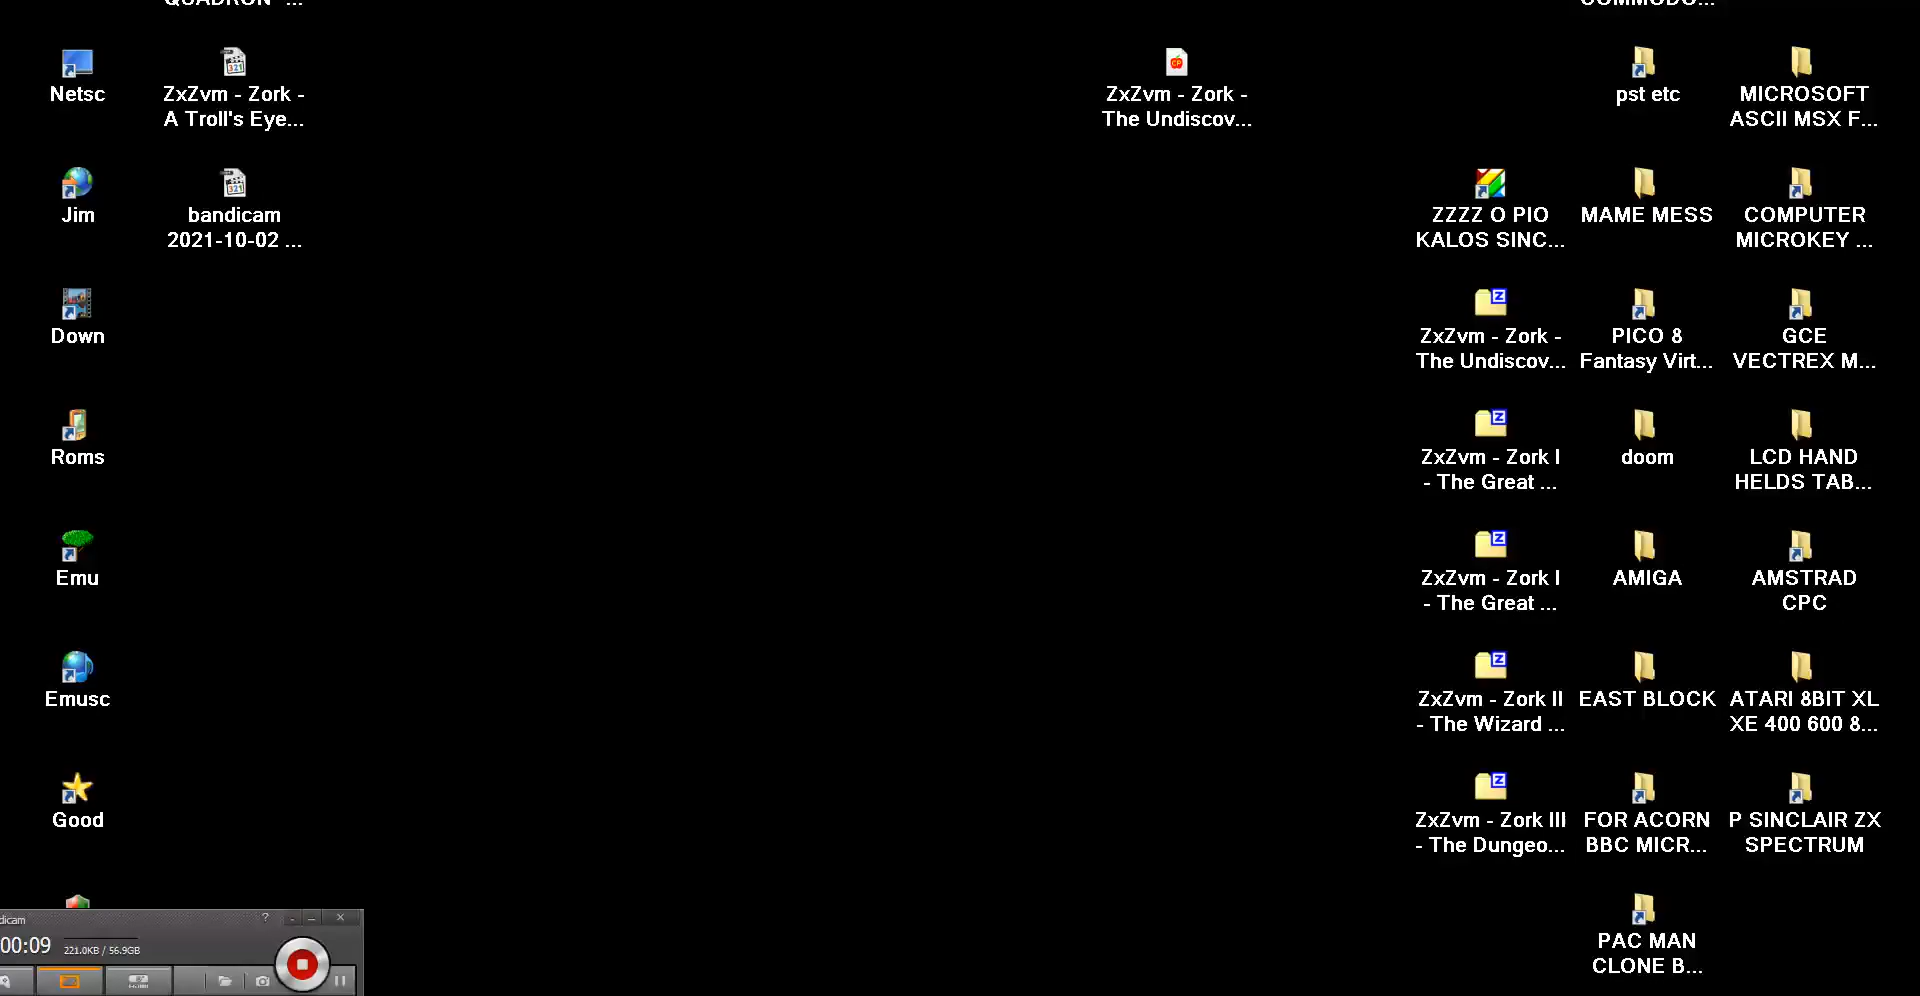 QUADRON ...
COMMODO...
Netsc
ZxZvm - Zork -
A Troll's Eye...
ZxZvm - Zork -
The Undiscov...
pst etc
MICROSOFT
ASCII MSX F...
Jim
bandicam
2021-10-02 ...
ZZZZ O PIO
KALOS SINC...
MAME MESS
COMPUTER
MICROKEY ...
Down
ZxZvm - Zork -
The Undiscov...
PICO 8
Fantasy Virt...
GCE
VECTREX M...
Roms
ZxZvm - Zork I
- The Great ...
doom
LCD HAND
HELDS TAB...
Emu
ZxZvm - Zork I
- The Great ...
AMIGA
AMSTRAD
CPC
Emusc
ZxZvm - Zork II
- The Wizard ...
EAST BLOCK
ATARI 8BIT XL
XE 400 600 8...
Good
ZxZvm - Zork III
- The Dungeo...
FOR ACORN
BBC MICR...
P SINCLAIR ZX
SPECTRUM
PAC MAN
CLONE B...
dicam
00:09
221.0KB / 56.9GB